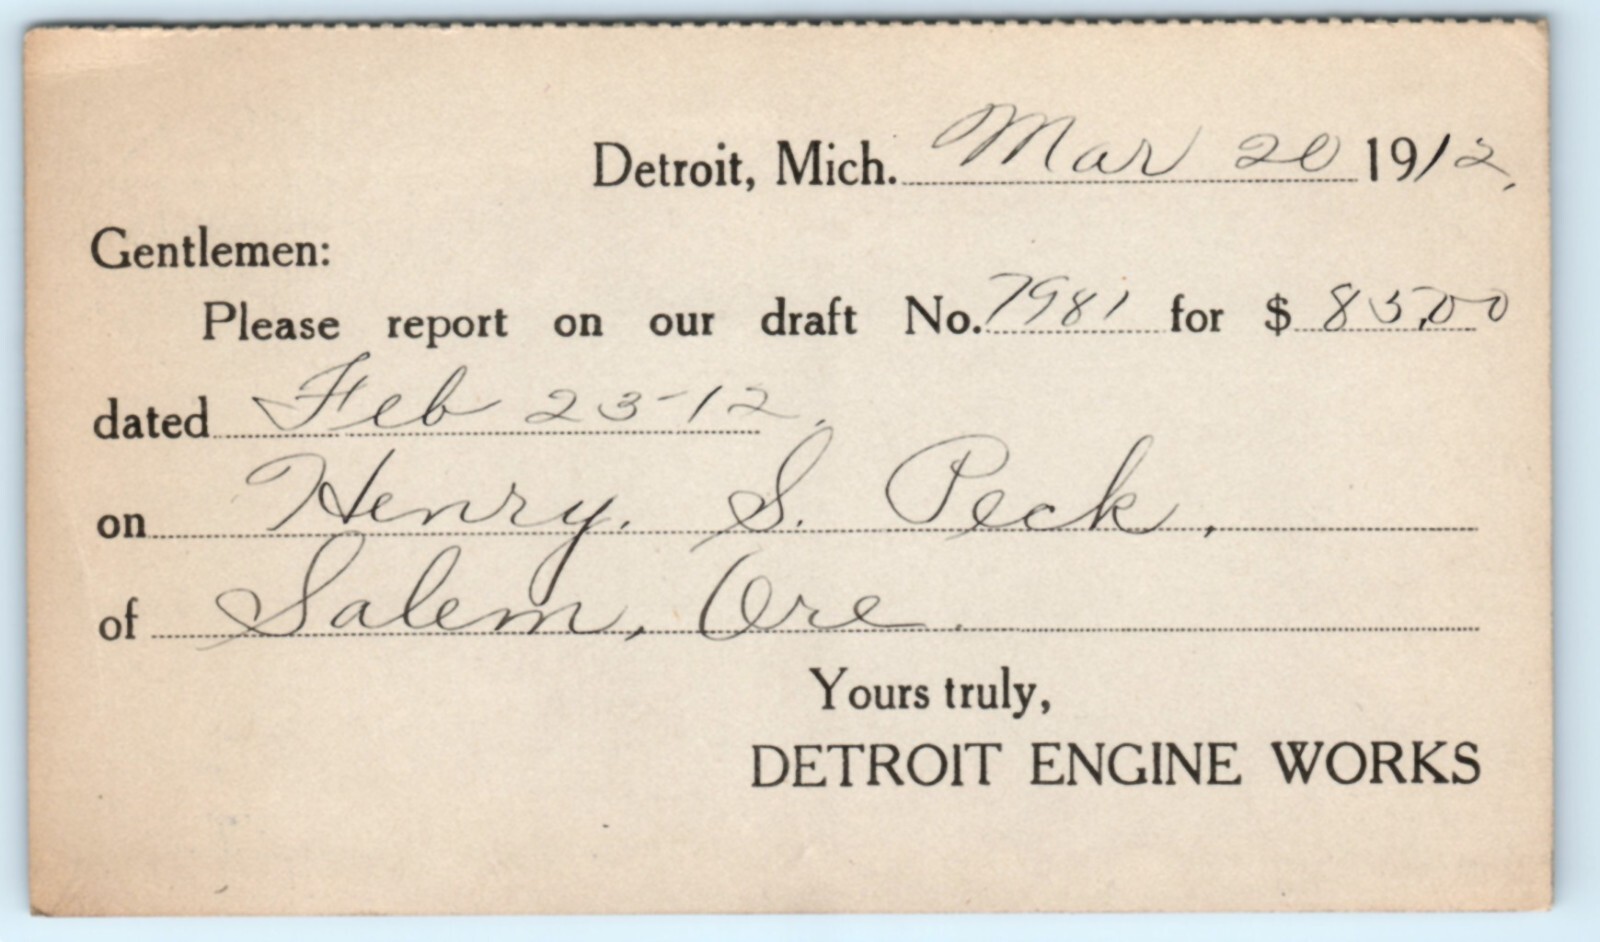 Detroit, Mich. Mar 20 1912,
Gentlemen:
Please report on our draft No. 7981 for $ 85.00
dated Feb 23-12.
on Henry. S. Peck.
of Salem, Ore.
Yours truly,
DETROIT ENGINE WORKS